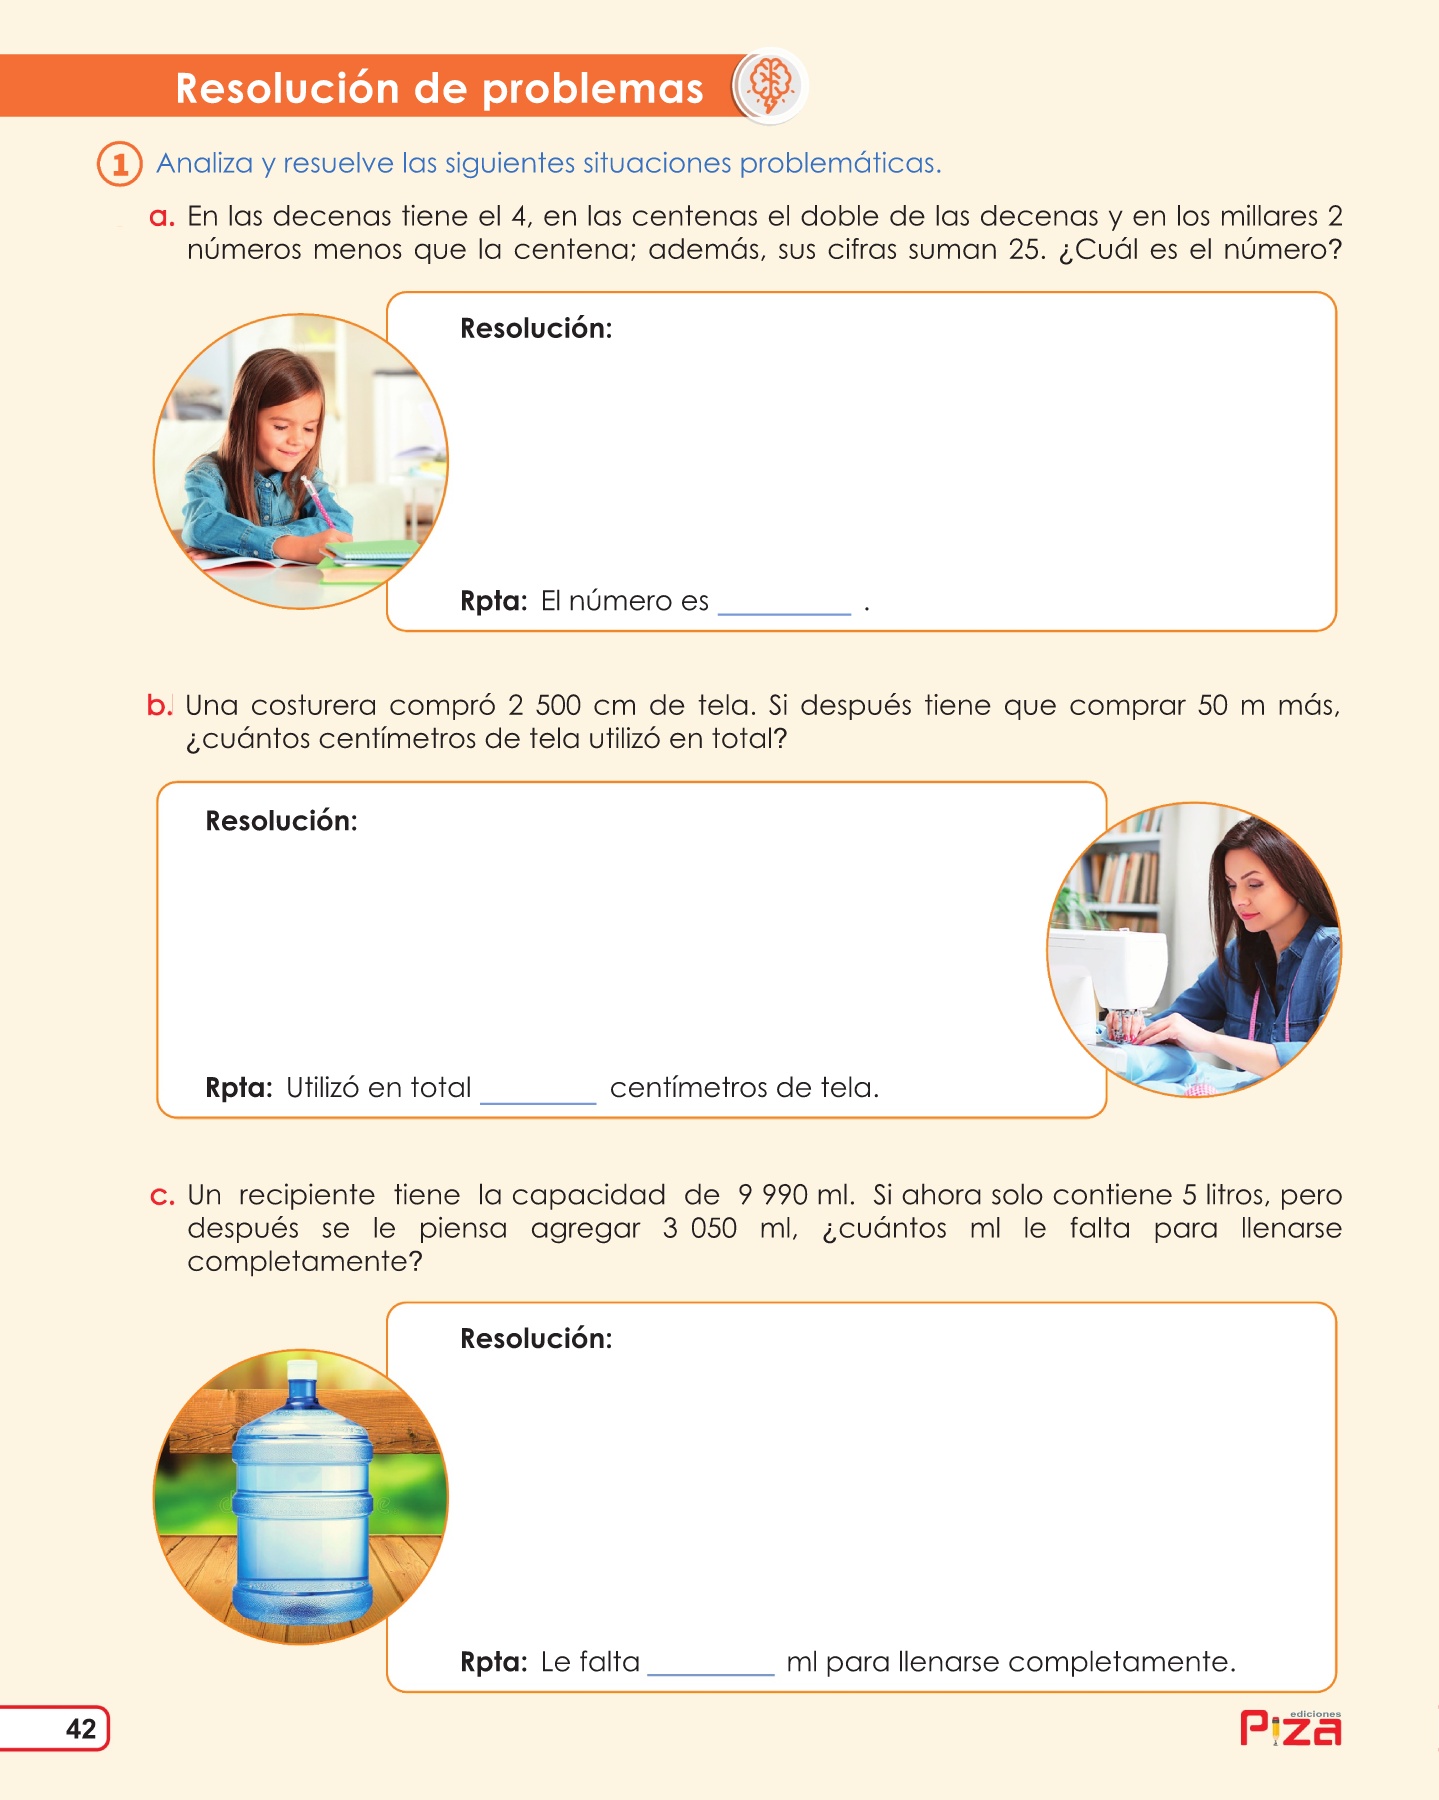 Resolución de problemas
1 Analiza y resuelve las siguientes situaciones problemáticas.
a. En las decenas tiene el 4, en las centenas el doble de las decenas y en los millares 2
números menos que la centena; además, sus cifras suman 25. ¿Cuál es el número?
Resolución:
Rpta: El número es ________ .
b. Una costurera compró 2 500 cm de tela. Si después tiene que comprar 50 m más,
¿cuántos centímetros de tela utilizó en total?
Resolución:
Rpta: Utilizó en total ________ centímetros de tela.
c. Un recipiente tiene la capacidad de 9 990 ml. Si ahora solo contiene 5 litros, pero
después se le piensa agregar 3 050 ml, ¿cuántos ml le falta para llenarse
completamente?
Resolución:
Rpta: Le falta ________ ml para llenarse completamente.
42
ediciones
Piza